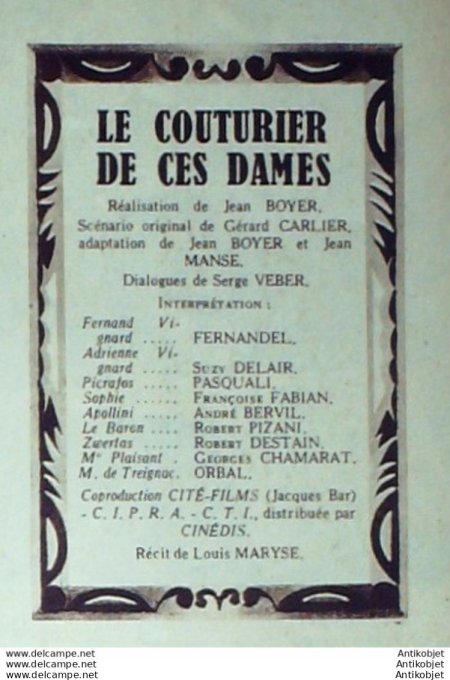 LE COUTURIER
DE CES DAMES
Réalisation de Jean BOYER.
Scénario original de Gérard CARLIER,
adaptation de Jean BOYER et Jean
MANSE.
Dialogues de Serge VEBER.
INTERPRÉTATION :
Fernand Vi-
gnard ..... FERNANDEL.
Adrienne Vi-
gnard ..... SUZY DELAIR.
Picrafos ..... PASQUALI.
Sophie ...... FRANÇOISE FABIAN.
Apollini ..... ANDRÉ BERVIL.
Le Baron .... ROBERT PIZANI.
Zwertas ..... ROBERT DESTAIN.
Me Plaisant . GEORGES CHAMARAT.
M. de Treignac. ORBAL.
Coproduction CITÉ-FILMS (Jacques Bar)
- C. I. P. R. A. - C. T. I., distribuée par
CINÉDIS.
Récit de Louis MARYSE.
www.delcampe.net Antikobjet
www.delcampe.net Antikobjet
www.delcampe.net Antikobjet